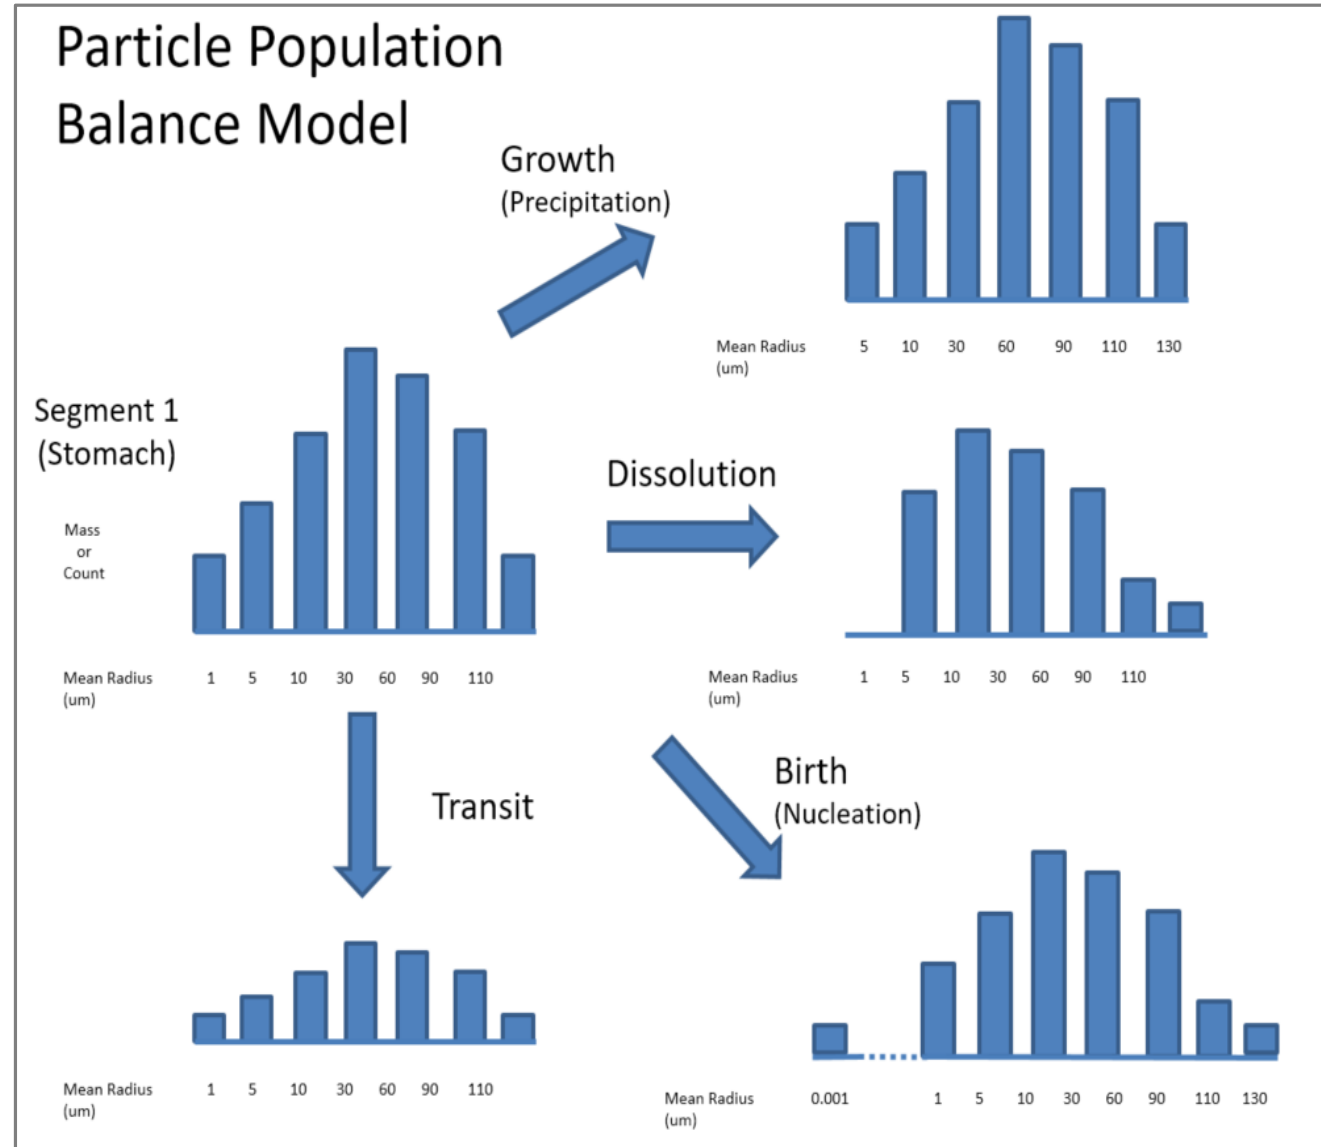 Particle Population
Balance Model
Growth
(Precipitation)
Mean Radius 5 10 30 60 90 110 130
(um)
Segment 1
(Stomach)
Mass
or
Count
Mean Radius 1 5 10 30 60 90 110
(um)
Dissolution
Mean Radius 1 5 10 30 60 90 110
(um)
Transit
Mean Radius 1 5 10 30 60 90 110
(um)
Birth
(Nucleation)
Mean Radius 0.001 1 5 10 30 60 90 110 130
(um)